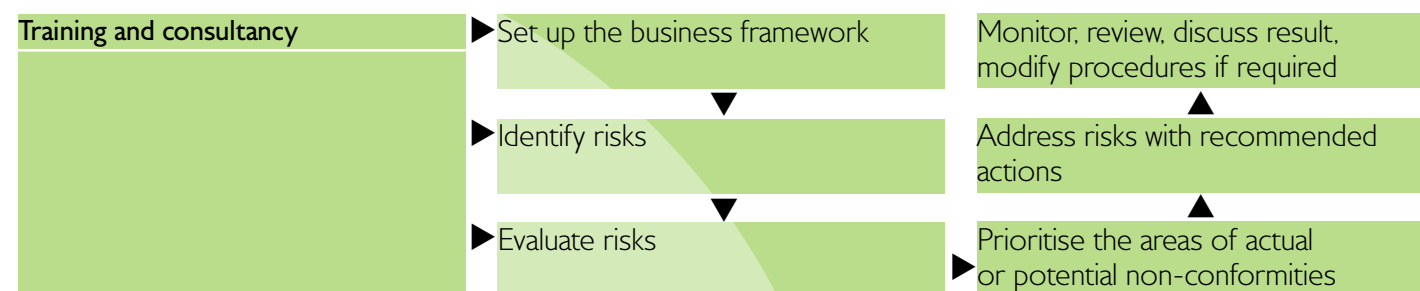 Training and consultancy
Set up the business framework
Identify risks
Evaluate risks
Prioritise the areas of actual
or potential non-conformities
Address risks with recommended
actions
Monitor, review, discuss result,
modify procedures if required